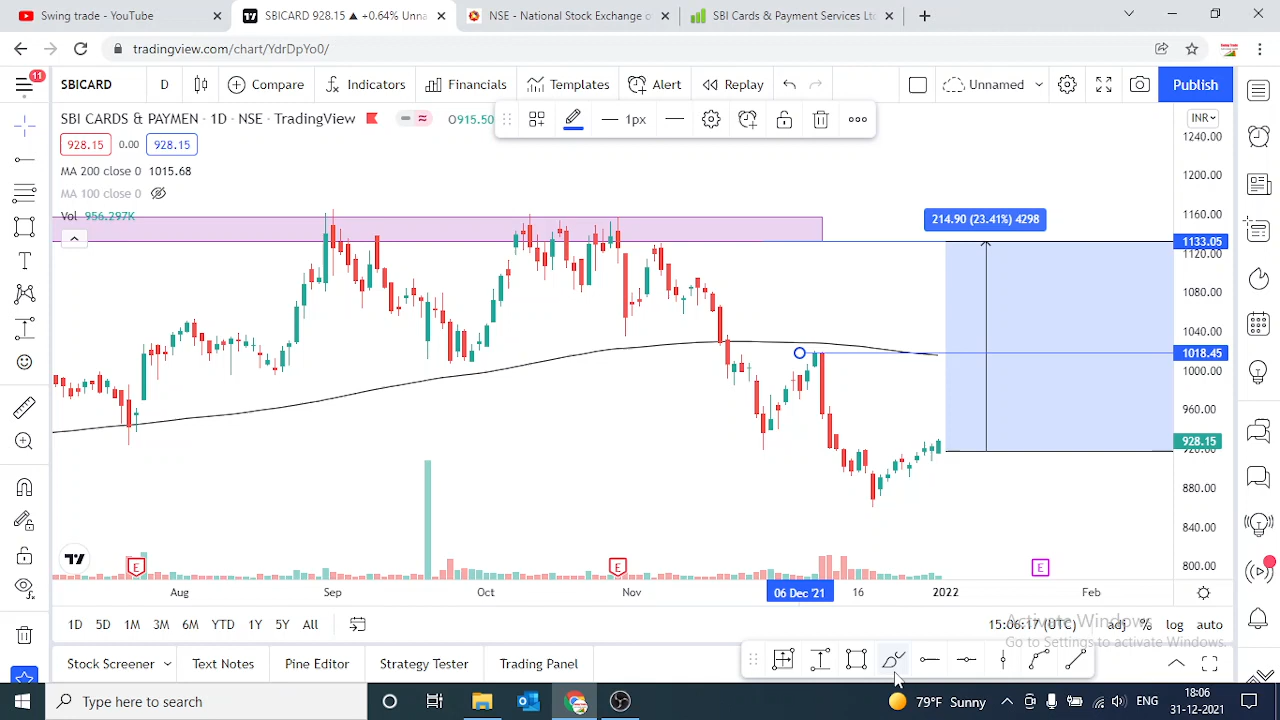 Swing trade - YouTube
SBICARD 928.15 ▲ +0.64% Unna
NSE - National Stock Exchange o
SBI Cards & Payment Services Lt
tradingview.com/chart/YdrDpYo0/
11
SBICARD
D
Compare
Indicators
Financials
Templates
Alert
Replay
Unnamed
Publish
SBI CARDS & PAYMEN · 1D · NSE · TradingView
O915.50
1px
INR
928.15
0.00
928.15
MA 200 close 0 1015.68
MA 100 close 0
Vol 956.297K
214.90 (23.41%) 4298
1240.00
1200.00
1160.00
1133.05
1120.00
1080.00
1040.00
1018.45
1000.00
960.00
928.15
920.00
880.00
840.00
800.00
E
E
E
Aug
Sep
Oct
Nov
06 Dec '21
16
2022
Feb
1D
5D
1M
3M
6M
YTD
1Y
5Y
All
15:06:17 (UTC)
adj
%
log
auto
Activate Windows
Go to Settings to activate Windows.
Stock Screener
Text Notes
Pine Editor
Strategy Tester
Trading Panel
Type here to search
79°F Sunny
ENG
18:06
31-12-2021